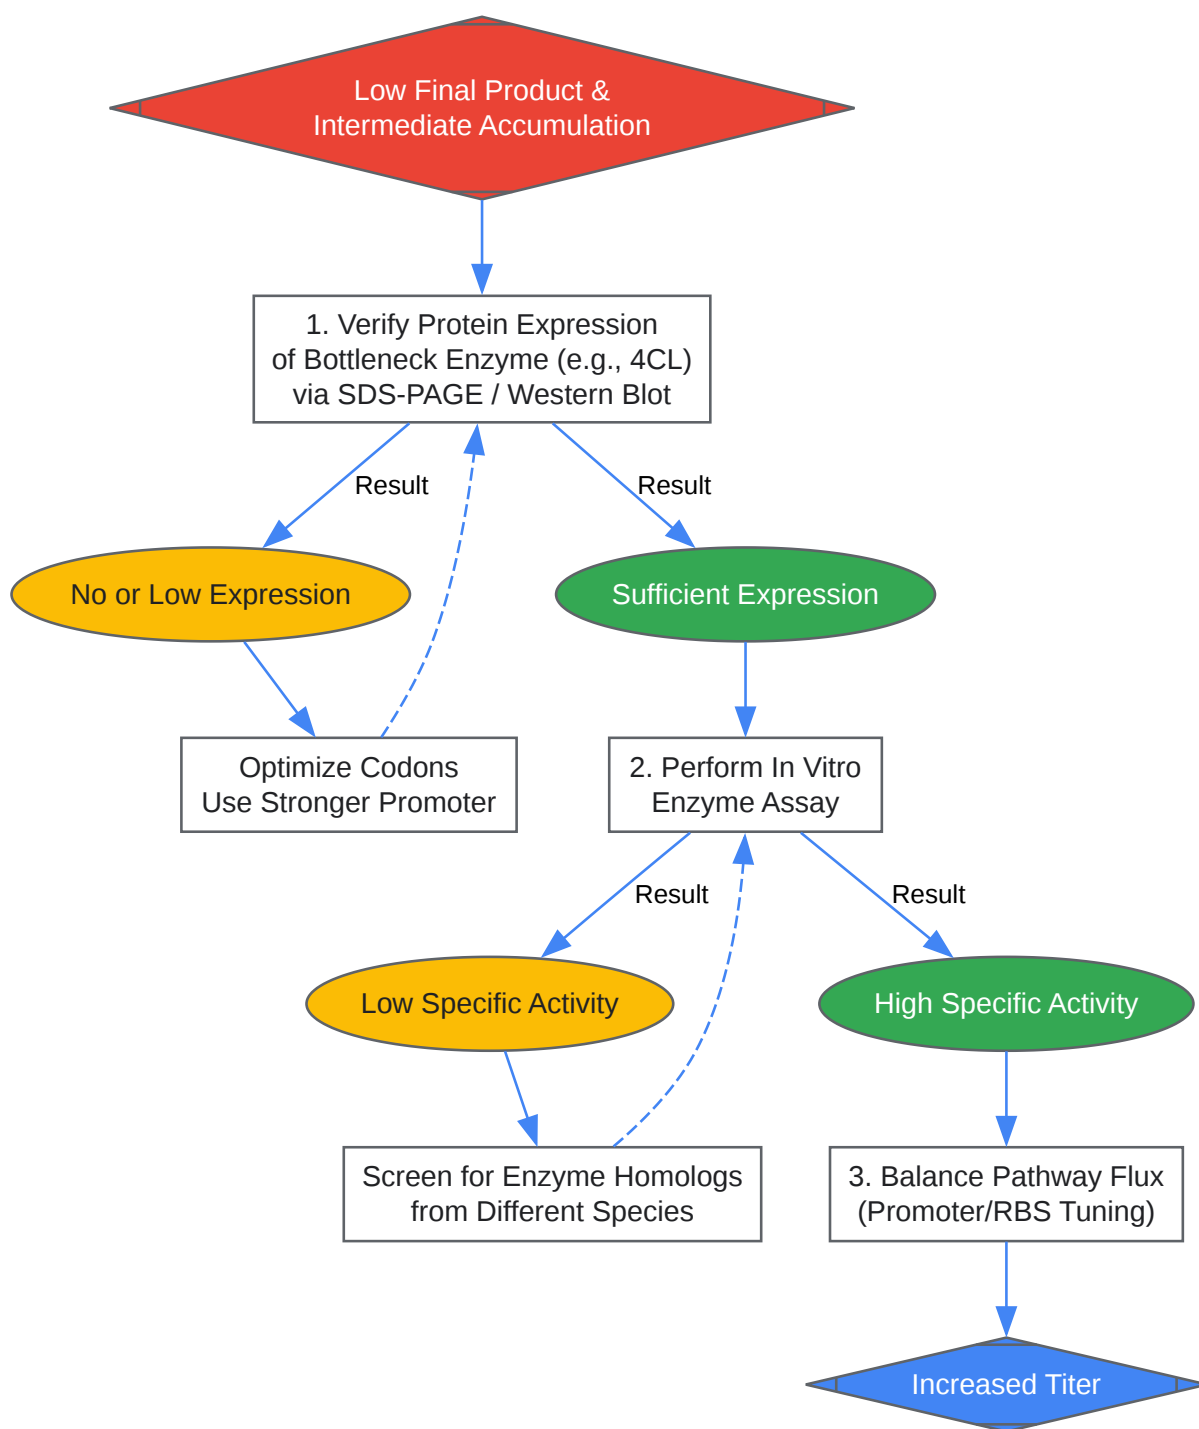 Low Final Product &
Intermediate Accumulation
1. Verify Protein Expression
of Bottleneck Enzyme (e.g., 4CL)
via SDS-PAGE / Western Blot
Result
Result
No or Low Expression
Sufficient Expression
Optimize Codons
Use Stronger Promoter
2. Perform In Vitro
Enzyme Assay
Result
Result
Low Specific Activity
High Specific Activity
Screen for Enzyme Homologs
from Different Species
3. Balance Pathway Flux
(Promoter/RBS Tuning)
Increased Titer